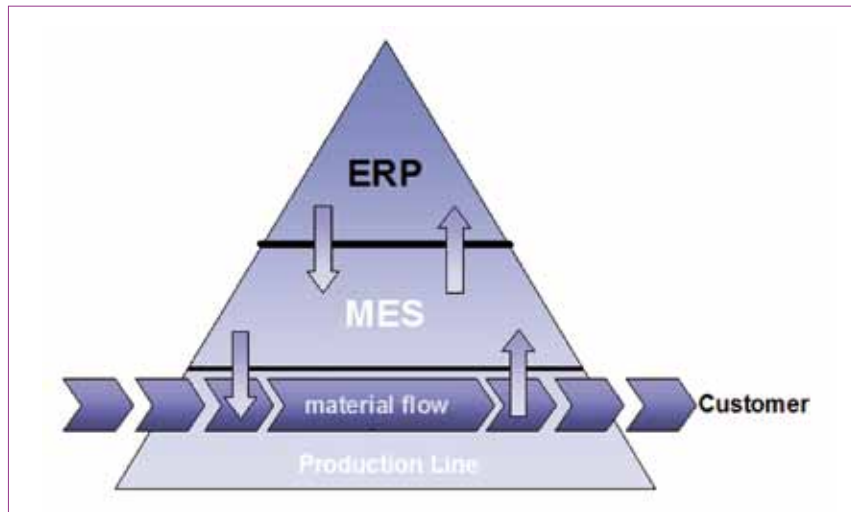 ERP
MES
material flow
Customer
Production Line